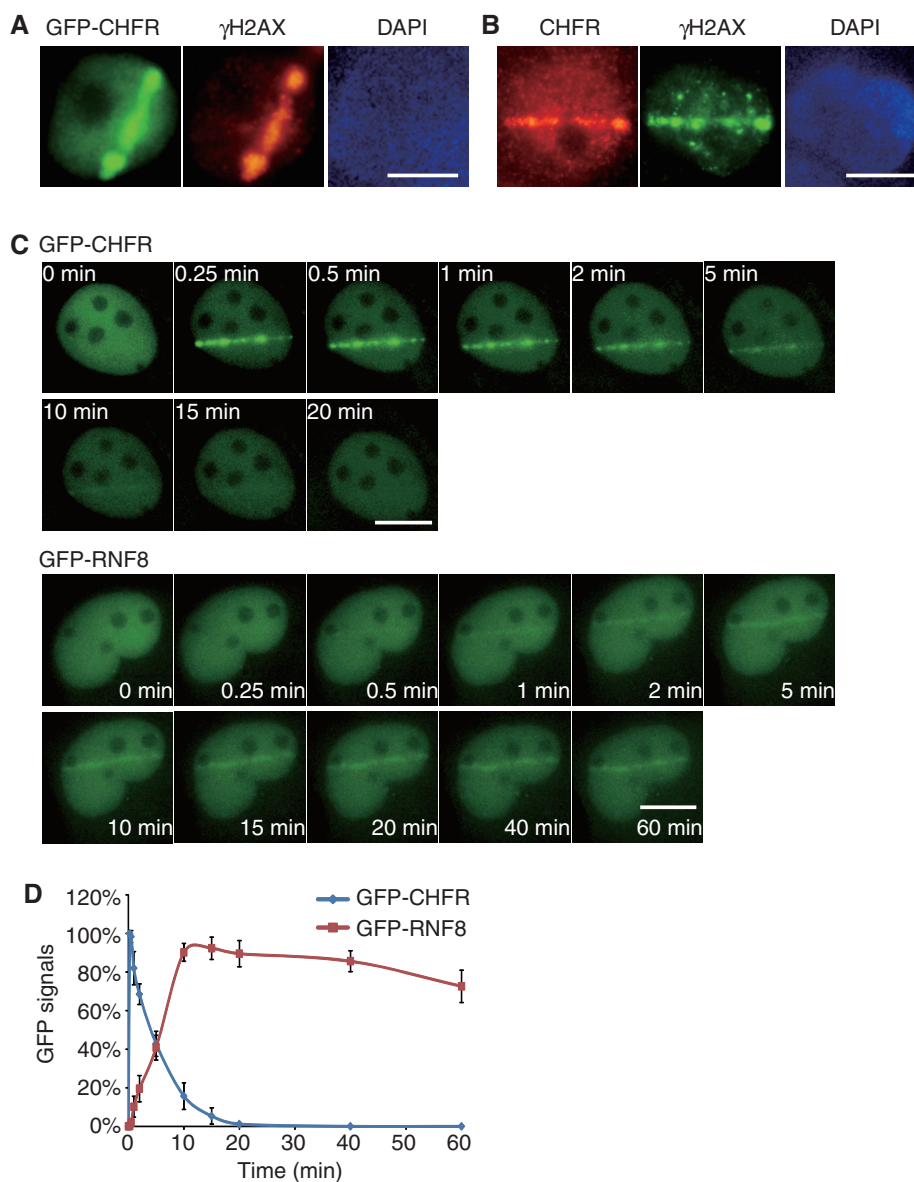 A GFP-CHFR γH2AX DAPI
B CHFR γH2AX DAPI
C GFP-CHFR
0 min 0.25 min 0.5 min 1 min 2 min 5 min
10 min 15 min 20 min
GFP-RNF8
0 min 0.25 min 0.5 min 1 min 2 min 5 min
10 min 15 min 20 min 40 min 60 min
D
120%
100%
80%
60%
40%
20%
0%
GFP signals
GFP-CHFR
GFP-RNF8
0 10 20 30 40 50 60
Time (min)